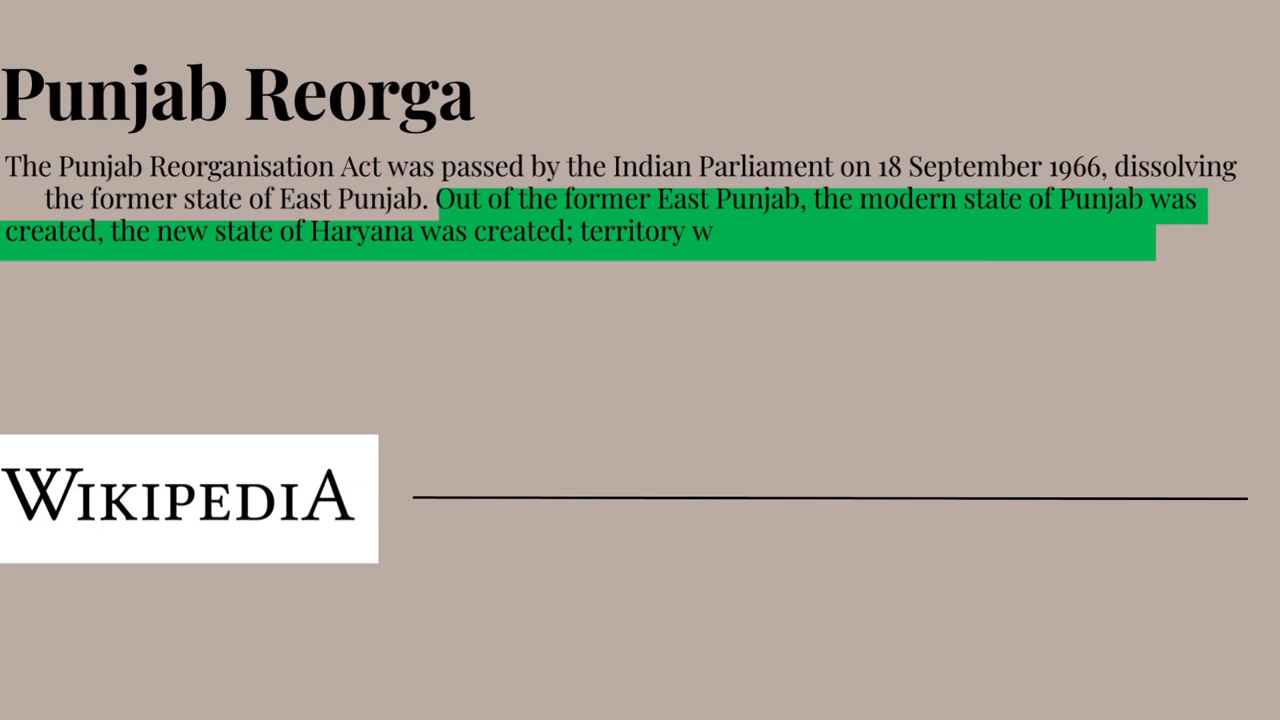 Punjab Reorga
The Punjab Reorganisation Act was passed by the Indian Parliament on 18 September 1966, dissolving
the former state of East Punjab. Out of the former East Punjab, the modern state of Punjab was
created, the new state of Haryana was created; territory w
WIKIPEDIA